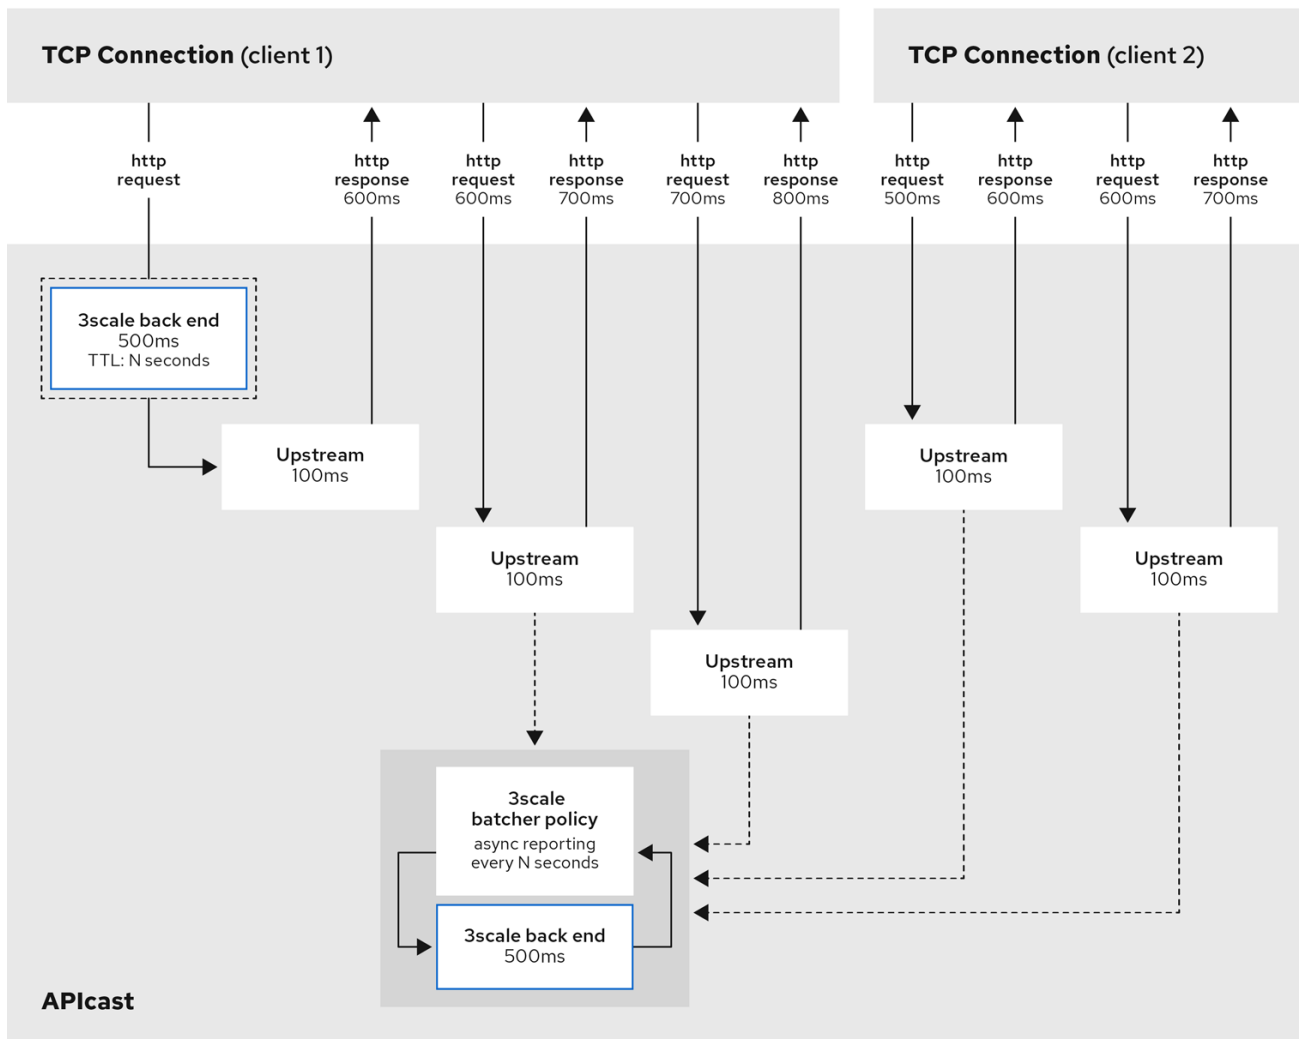 TCP Connection (client 1)
TCP Connection (client 2)
http
request
http
response
600ms
http
request
600ms
http
response
700ms
http
request
700ms
http
response
800ms
http
request
500ms
http
response
600ms
http
request
600ms
http
response
700ms
3scale back end
500ms
TTL: N seconds
Upstream
100ms
Upstream
100ms
Upstream
100ms
Upstream
100ms
Upstream
100ms
3scale
batcher policy
async reporting
every N seconds
3scale back end
500ms
APIcast